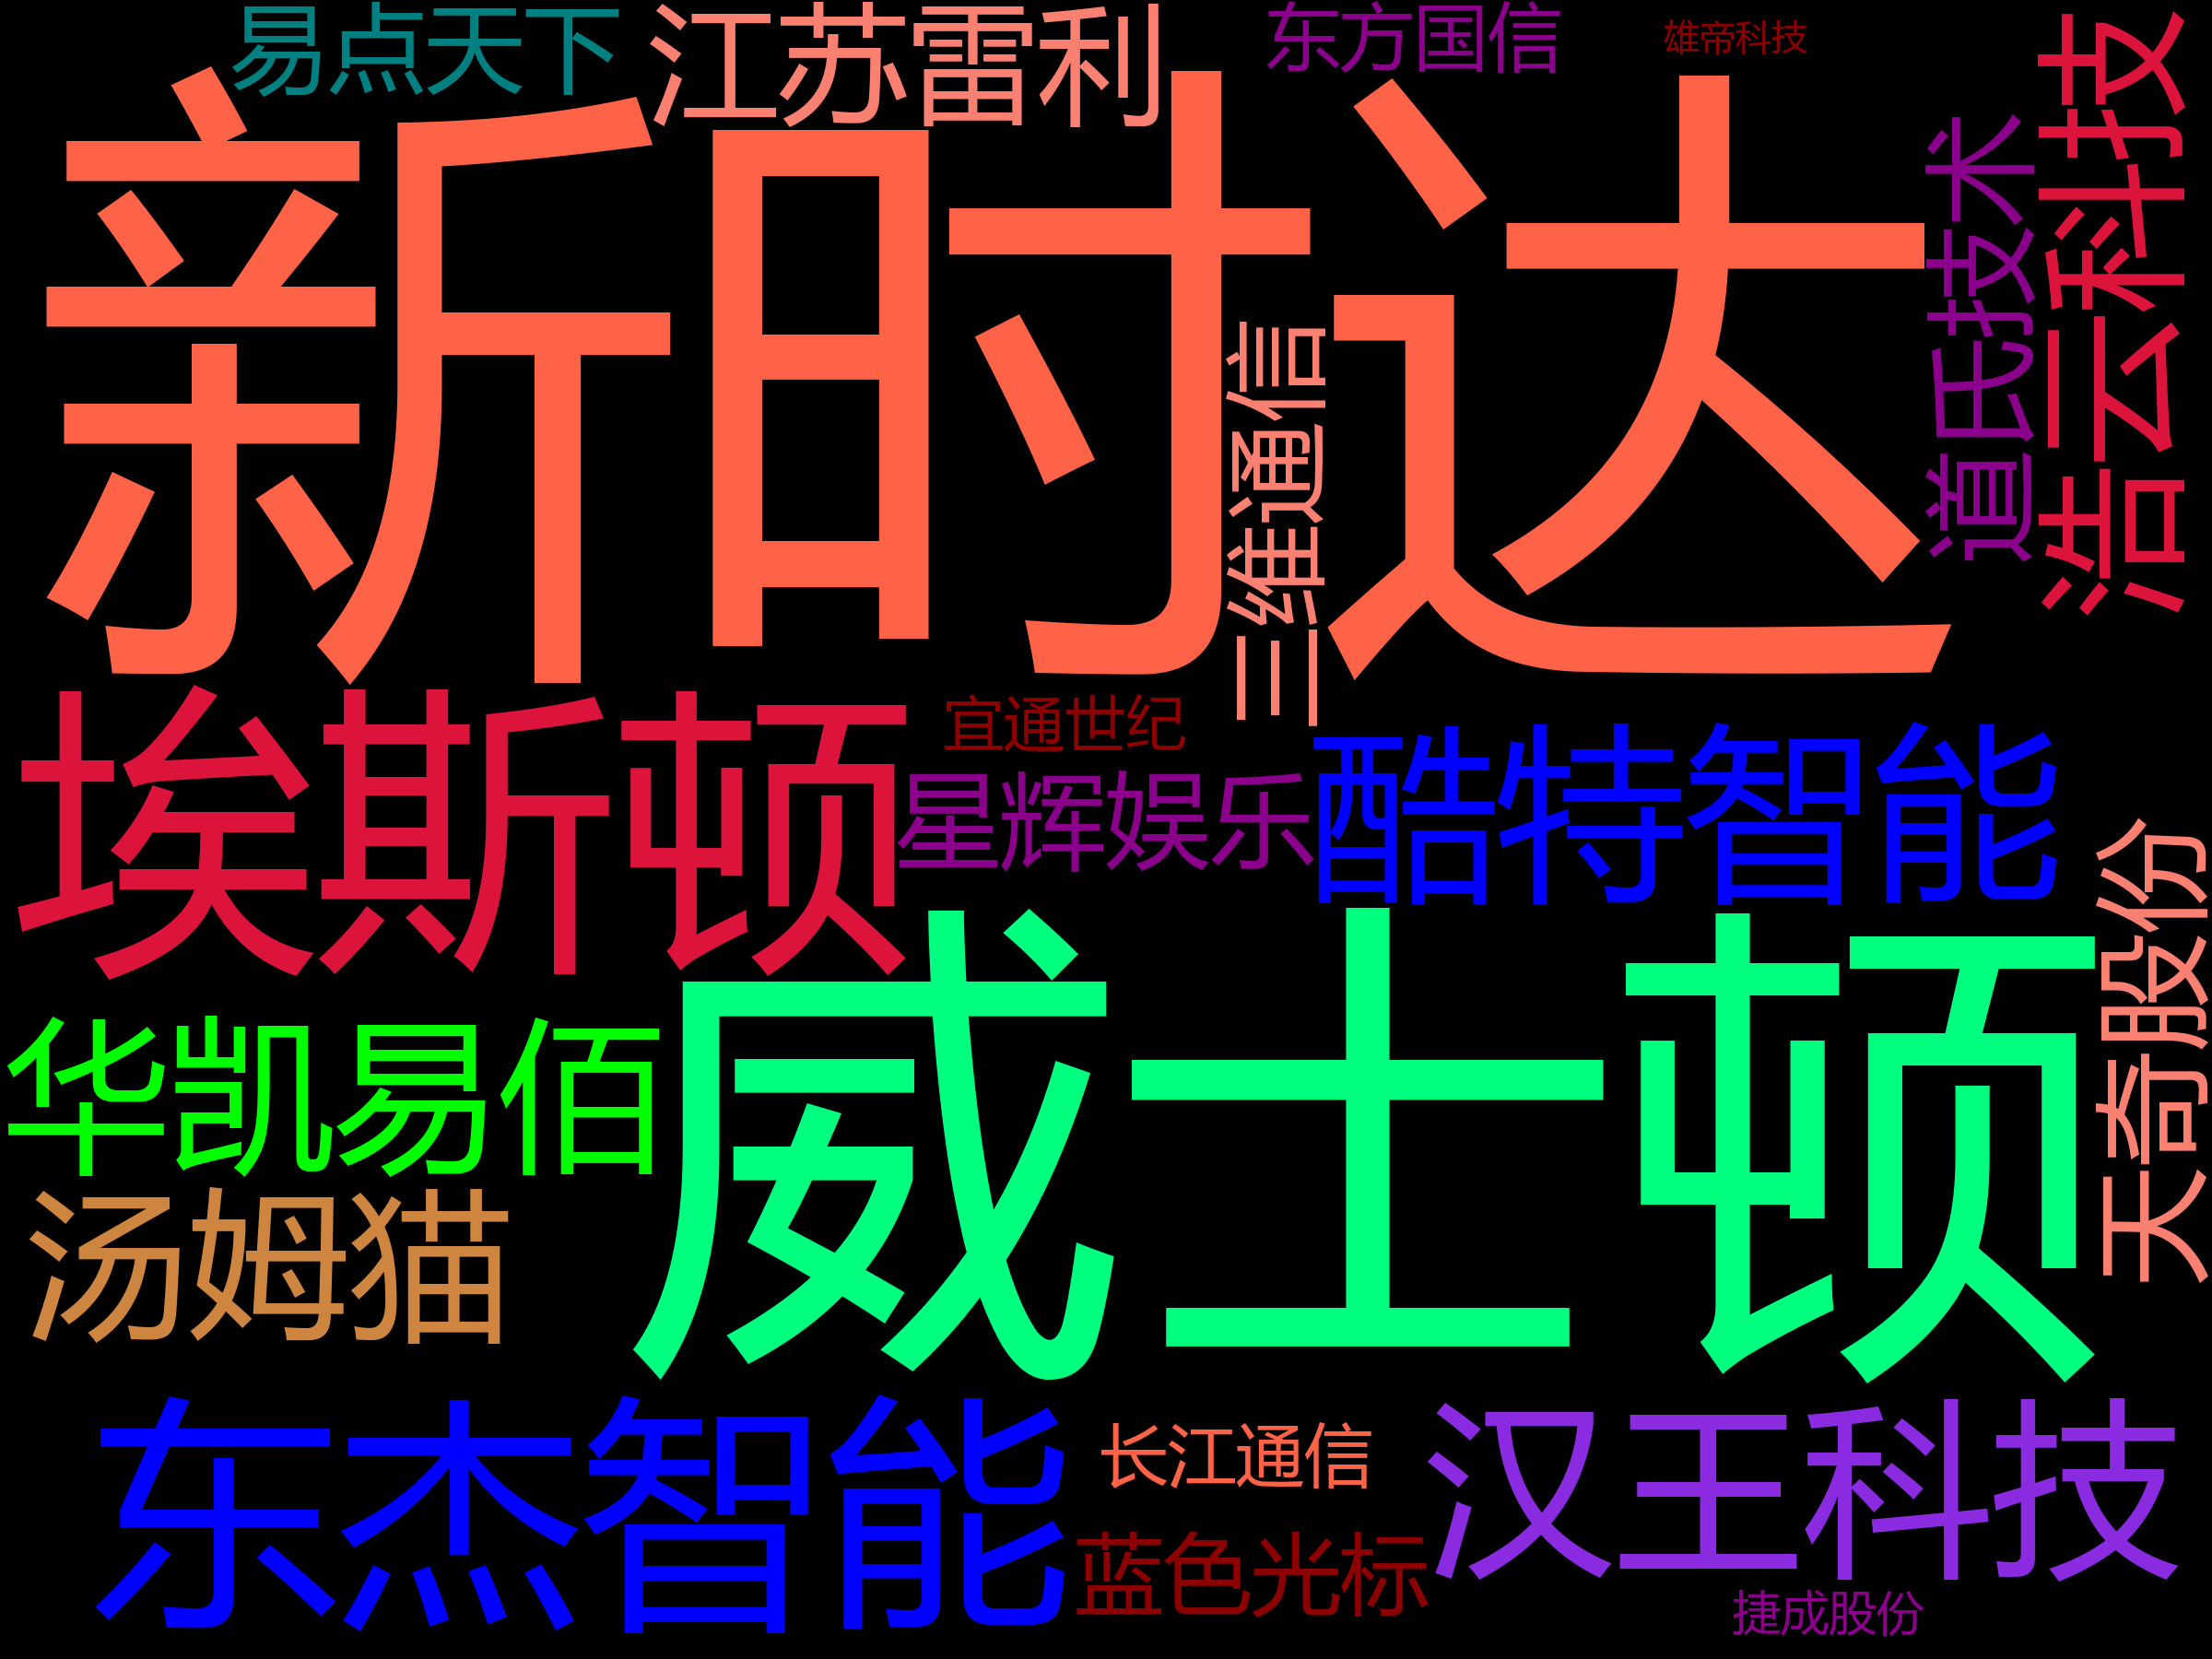 易点天下
江苏雷利
东方国信
维帝科技
新时达
三维通信
道氏技术
浩云科技
埃斯顿
宜通世纪
星辉娱乐
酷特智能
天奇股份
华凯易佰
威士顿
汤姆猫
东杰智能
长江通信
汉王科技
蓝色光标
捷成股份